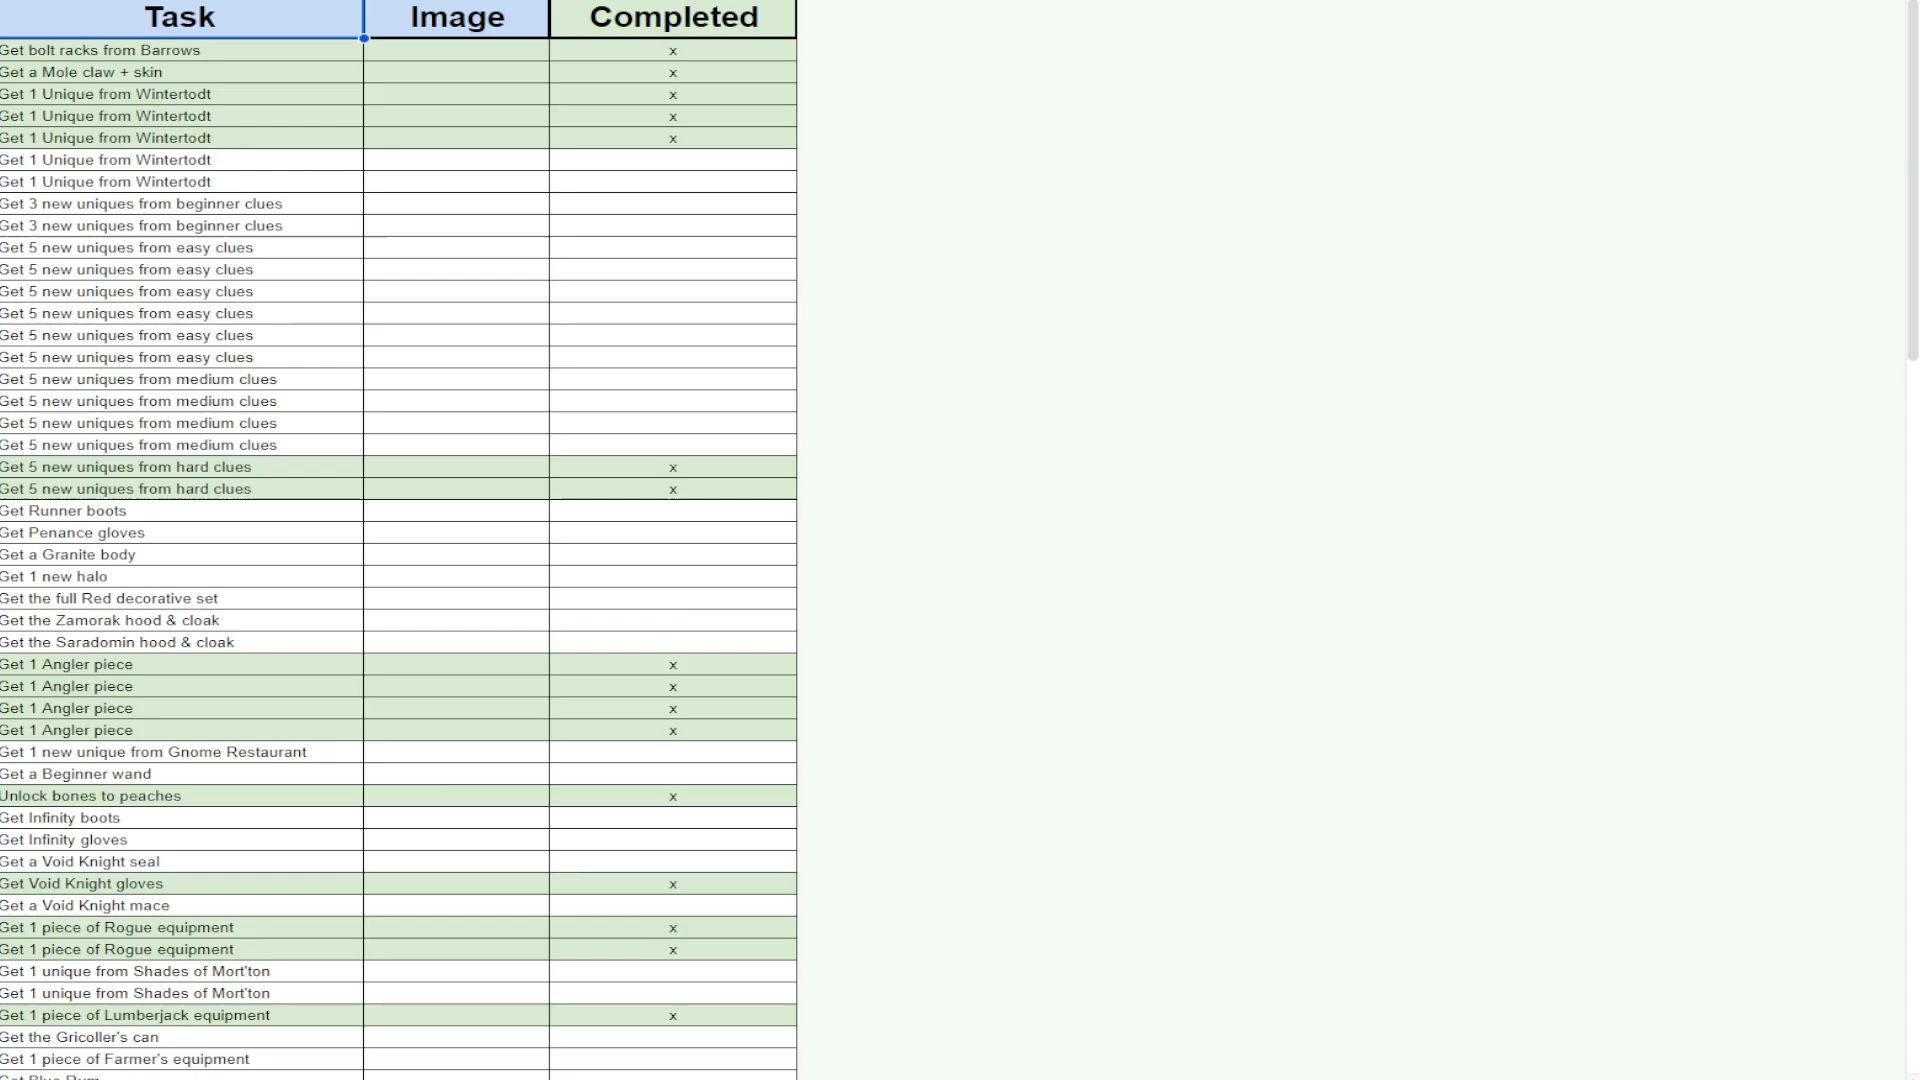 Task Image Completed
Get bolt racks from Barrows x
Get a Mole claw + skin x
Get 1 Unique from Wintertodt x
Get 1 Unique from Wintertodt x
Get 1 Unique from Wintertodt x
Get 1 Unique from Wintertodt
Get 1 Unique from Wintertodt
Get 3 new uniques from beginner clues
Get 3 new uniques from beginner clues
Get 5 new uniques from easy clues
Get 5 new uniques from easy clues
Get 5 new uniques from easy clues
Get 5 new uniques from easy clues
Get 5 new uniques from easy clues
Get 5 new uniques from easy clues
Get 5 new uniques from medium clues
Get 5 new uniques from medium clues
Get 5 new uniques from medium clues
Get 5 new uniques from medium clues
Get 5 new uniques from hard clues x
Get 5 new uniques from hard clues x
Get Runner boots
Get Penance gloves
Get a Granite body
Get 1 new halo
Get the full Red decorative set
Get the Zamorak hood & cloak
Get the Saradomin hood & cloak
Get 1 Angler piece x
Get 1 Angler piece x
Get 1 Angler piece x
Get 1 Angler piece x
Get 1 new unique from Gnome Restaurant
Get a Beginner wand
Unlock bones to peaches x
Get Infinity boots
Get Infinity gloves
Get a Void Knight seal
Get Void Knight gloves x
Get a Void Knight mace
Get 1 piece of Rogue equipment x
Get 1 piece of Rogue equipment x
Get 1 unique from Shades of Mort'ton
Get 1 unique from Shades of Mort'ton
Get 1 piece of Lumberjack equipment x
Get the Gricoller's can
Get 1 piece of Farmer's equipment